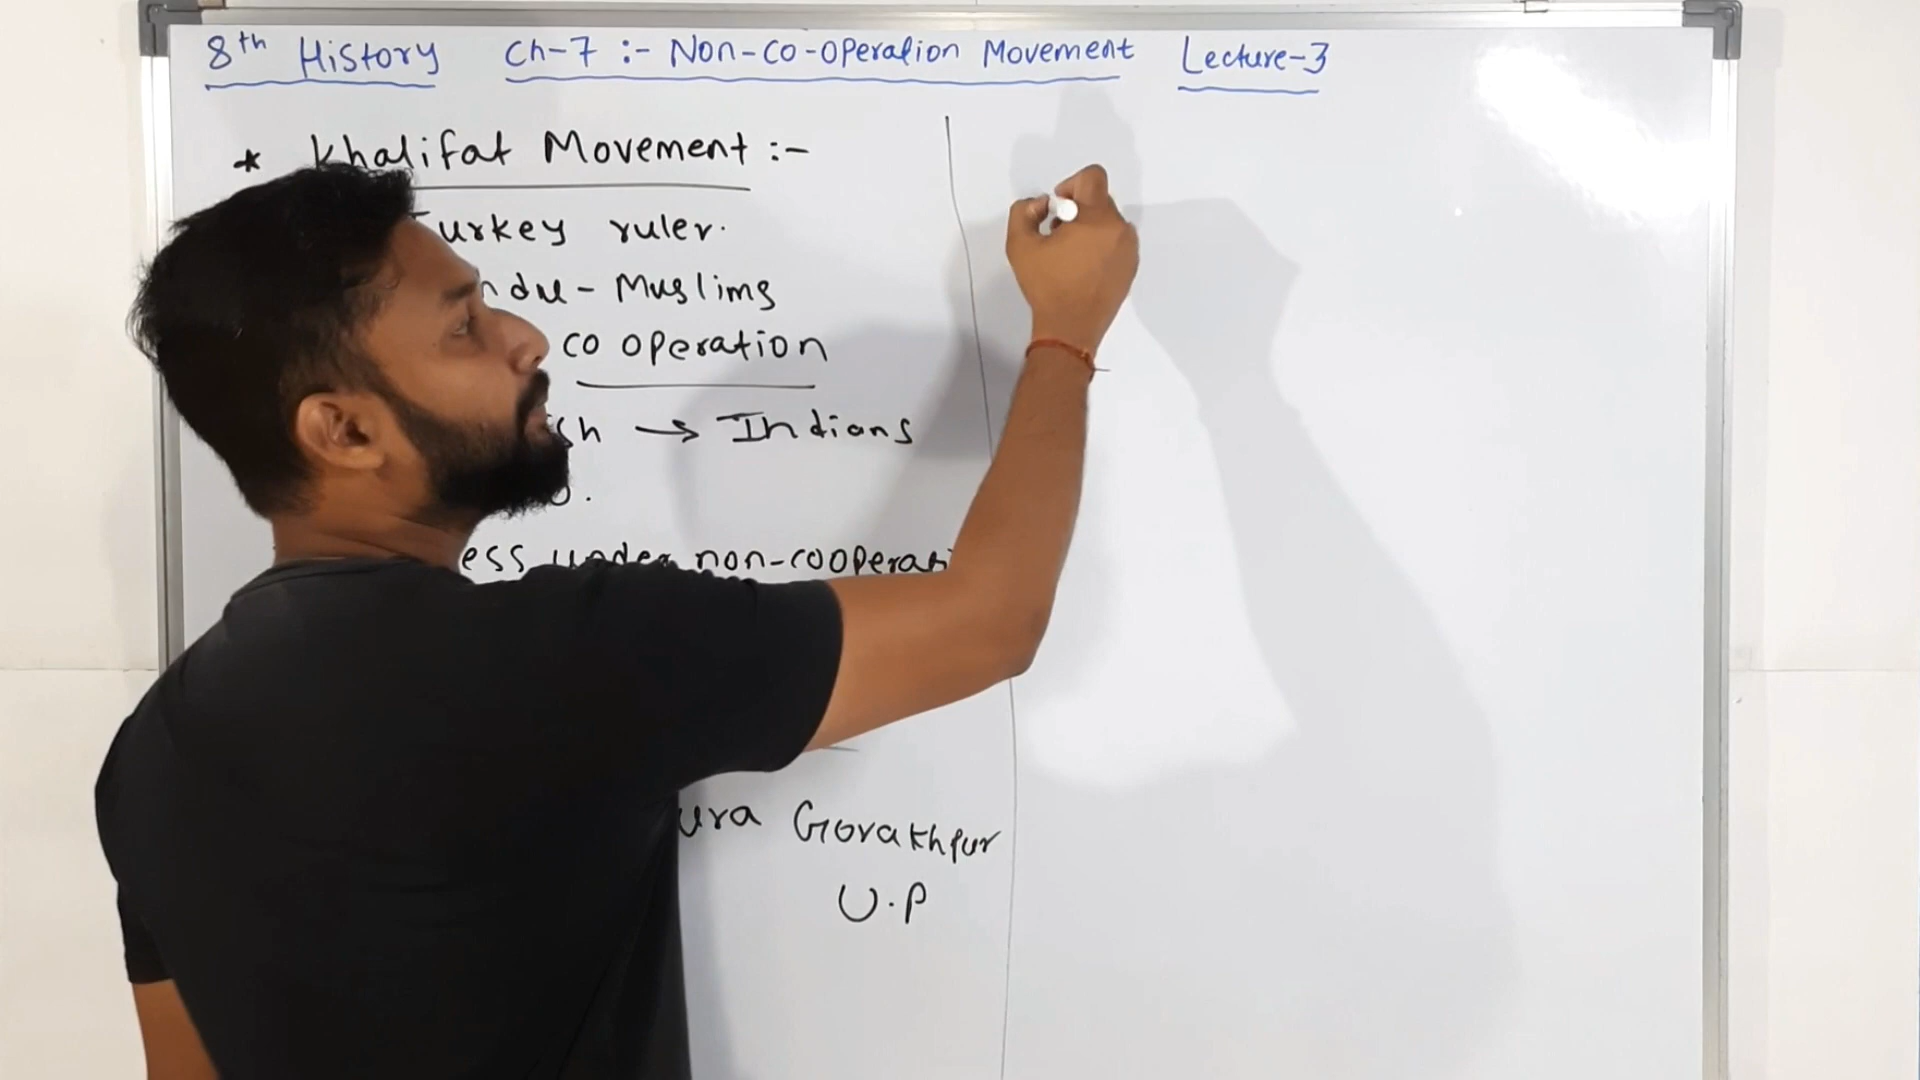 8th History Ch-7 :- Non-Co-operation Movement Lecture-3
* Khalifat Movement :-
Turkey ruler.
ndu - Muslims
co operation
sh → Indians
ess under non-cooperati
ura Gorakhpur
U.P